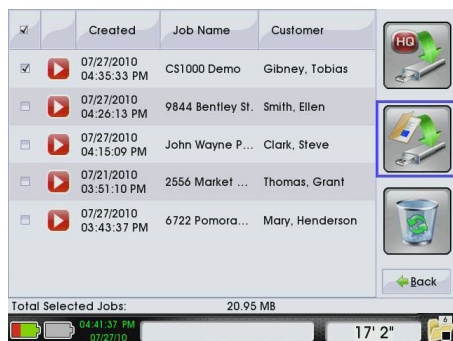 Created Job Name Customer
HQ
07/27/2010
04:35:33 PM CS1000 Demo Gibney, Tobias
07/27/2010
04:26:13 PM 9844 Bentley St. Smith, Ellen
07/27/2010
04:15:09 PM John Wayne P... Clark, Steve
07/21/2010
03:51:10 PM 2556 Market ... Thomas, Grant
07/27/2010
03:43:37 PM 6722 Pomora... Mary, Henderson
Back
Total Selected Jobs: 20.95 MB
04:41:37 PM
07/27/10
17' 2"
6